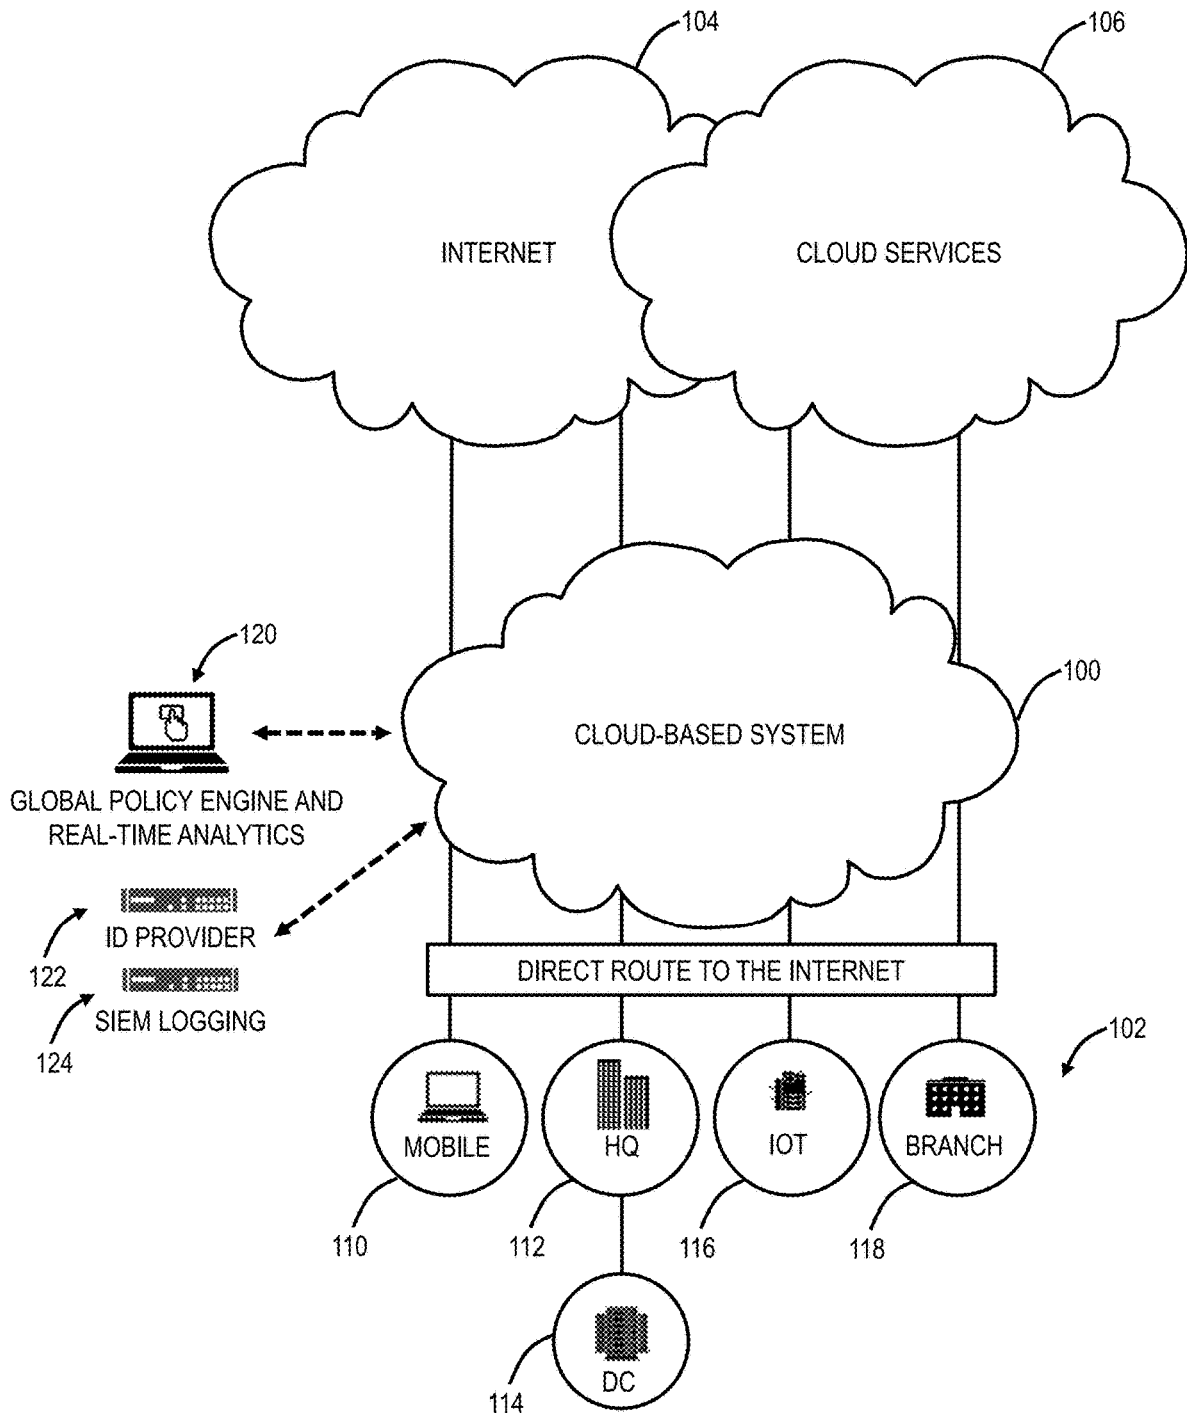 104
106
INTERNET
CLOUD SERVICES
120
100
CLOUD-BASED SYSTEM
GLOBAL POLICY ENGINE AND
REAL-TIME ANALYTICS
ID PROVIDER
122
DIRECT ROUTE TO THE INTERNET
SIEM LOGGING
124
102
MOBILE
HQ
IOT
BRANCH
110
112
116
118
DC
114